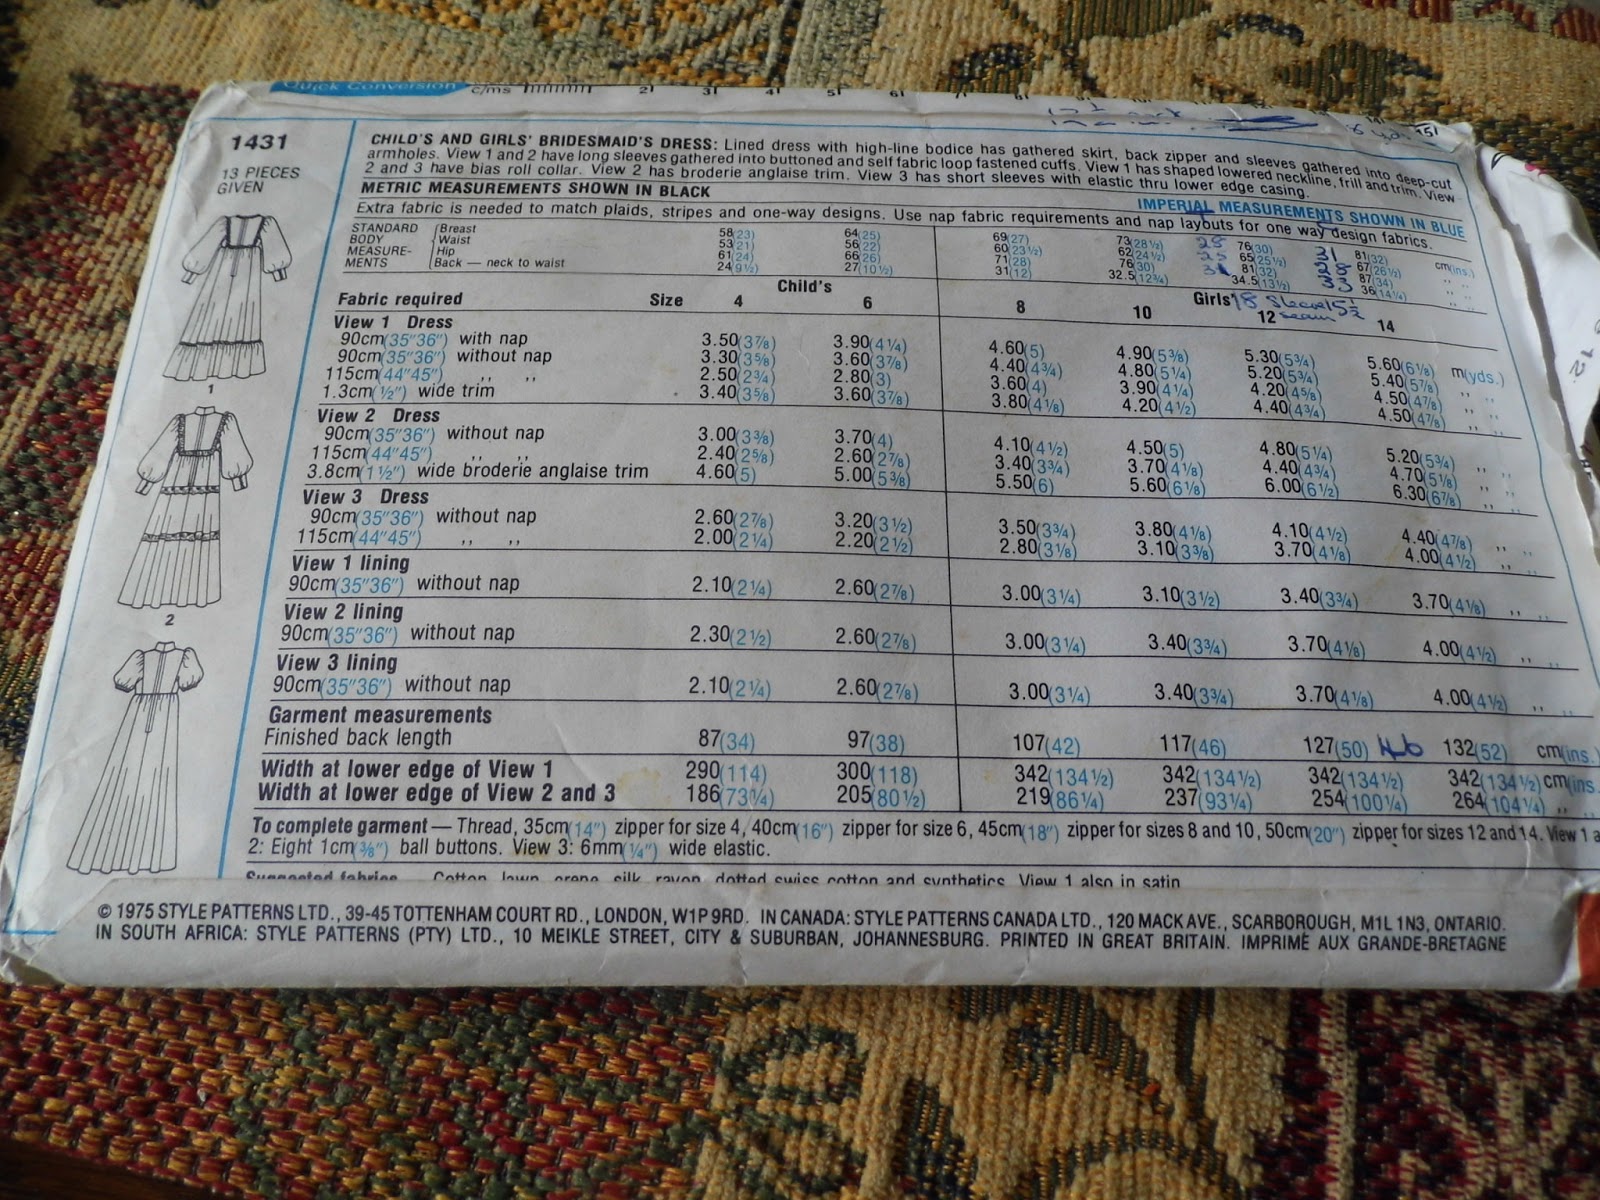 Quick Conversion c/ms 2 3 4 5 6
1431
13 PIECES
GIVEN
CHILD'S AND GIRLS' BRIDESMAID'S DRESS: Lined dress with high-line bodice has gathered skirt, back zipper and sleeves gathered into deep-cut
armholes. View 1 and 2 have long sleeves gathered into buttoned and self fabric loop fastened cuffs. View 1 has shaped lowered neckline, frill and trim. View
2 and 3 have bias roll collar. View 2 has broderie anglaise trim. View 3 has short sleeves with elastic thru lower edge casing.
METRIC MEASUREMENTS SHOWN IN BLACK IMPERIAL MEASUREMENTS SHOWN IN BLUE
Extra fabric is needed to match plaids, stripes and one-way designs. Use nap fabric requirements and nap layouts for one way design fabrics.
STANDARD BODY MEASURE-MENTS
Breast 58(23) 64(25) 69(27) 73(28½) 28 76(30) 31 81(32) cm(ins.)
Waist 53(21) 56(22) 60(23½) 62(24½) 25 65(25½) 28 67(26½) " "
Hip 61(24) 66(26) 71(28) 76(30) 81(32) 33 87(34) " "
Back — neck to waist 24(9½) 27(10½) 31(12) 32.5(12¾) 34.5(13½) 36(14¼) " "
Child's Girls'
Fabric required Size 4 6 8 10 12 14
View 1 Dress
90cm(35"36") with nap 3.50(3⅞) 3.90(4¼) 4.60(5) 4.90(5⅜) 5.30(5¾) 5.60(6⅛) m(yds.)
90cm(35"36") without nap 3.30(3⅝) 3.60(3⅞) 4.40(4¾) 4.80(5¼) 5.20(5¾) 5.40(5⅞) " "
115cm(44"45") " " 2.50(2¾) 2.80(3) 3.60(4) 3.90(4¼) 4.20(4⅝) 4.50(4⅞) " "
1.3cm(½") wide trim 3.40(3⅝) 3.60(3⅞) 3.80(4⅛) 4.20(4½) 4.40(4¾) 4.50(4⅞) " "
View 2 Dress
90cm(35"36") without nap 3.00(3⅜) 3.70(4) 4.10(4½) 4.50(5) 4.80(5¼) 5.20(5¾) " "
115cm(44"45") " " 2.40(2⅝) 2.60(2⅞) 3.40(3¾) 3.70(4⅛) 4.40(4¾) 4.70(5⅛) " "
3.8cm(1½") wide broderie anglaise trim 4.60(5) 5.00(5⅜) 5.50(6) 5.60(6⅛) 6.00(6½) 6.30(6⅞) " "
View 3 Dress
90cm(35"36") without nap 2.60(2⅞) 3.20(3½) 3.50(3¾) 3.80(4⅛) 4.10(4½) 4.40(4⅞) " "
115cm(44"45") " " 2.00(2¼) 2.20(2½) 2.80(3⅛) 3.10(3⅜) 3.70(4⅛) 4.00(4½) " "
View 1 lining
90cm(35"36") without nap 2.10(2¼) 2.60(2⅞) 3.00(3¼) 3.10(3½) 3.40(3¾) 3.70(4⅛) " "
View 2 lining
90cm(35"36") without nap 2.30(2½) 2.60(2⅞) 3.00(3¼) 3.40(3¾) 3.70(4⅛) 4.00(4½) " "
View 3 lining
90cm(35"36") without nap 2.10(2¼) 2.60(2⅞) 3.00(3¼) 3.40(3¾) 3.70(4⅛) 4.00(4½) " "
Garment measurements
Finished back length 87(34) 97(38) 107(42) 117(46) 127(50) 132(52) cm(ins.
Width at lower edge of View 1 290(114) 300(118) 342(134½) 342(134½) 342(134½) 342(134½) cm(ins.
Width at lower edge of View 2 and 3 186(73¼) 205(80½) 219(86¼) 237(93¼) 254(100¼) 264(104¼) " "
To complete garment — Thread, 35cm(14") zipper for size 4, 40cm(16") zipper for size 6, 45cm(18") zipper for sizes 8 and 10, 50cm(20") zipper for sizes 12 and 14. View 1 a
2: Eight 1cm(⅜") ball buttons. View 3: 6mm(¼") wide elastic.
Suggested fabrics Cotton, lawn, crepe, silk, rayon, dotted swiss cotton and synthetics. View 1 also in satin
1
2
© 1975 STYLE PATTERNS LTD., 39-45 TOTTENHAM COURT RD., LONDON, W1P 9RD. IN CANADA: STYLE PATTERNS CANADA LTD., 120 MACK AVE., SCARBOROUGH, M1L 1N3, ONTARIO.
IN SOUTH AFRICA: STYLE PATTERNS (PTY) LTD., 10 MEIKLE STREET, CITY & SUBURBAN, JOHANNESBURG. PRINTED IN GREAT BRITAIN. IMPRIMÉ AUX GRANDE-BRETAGNE